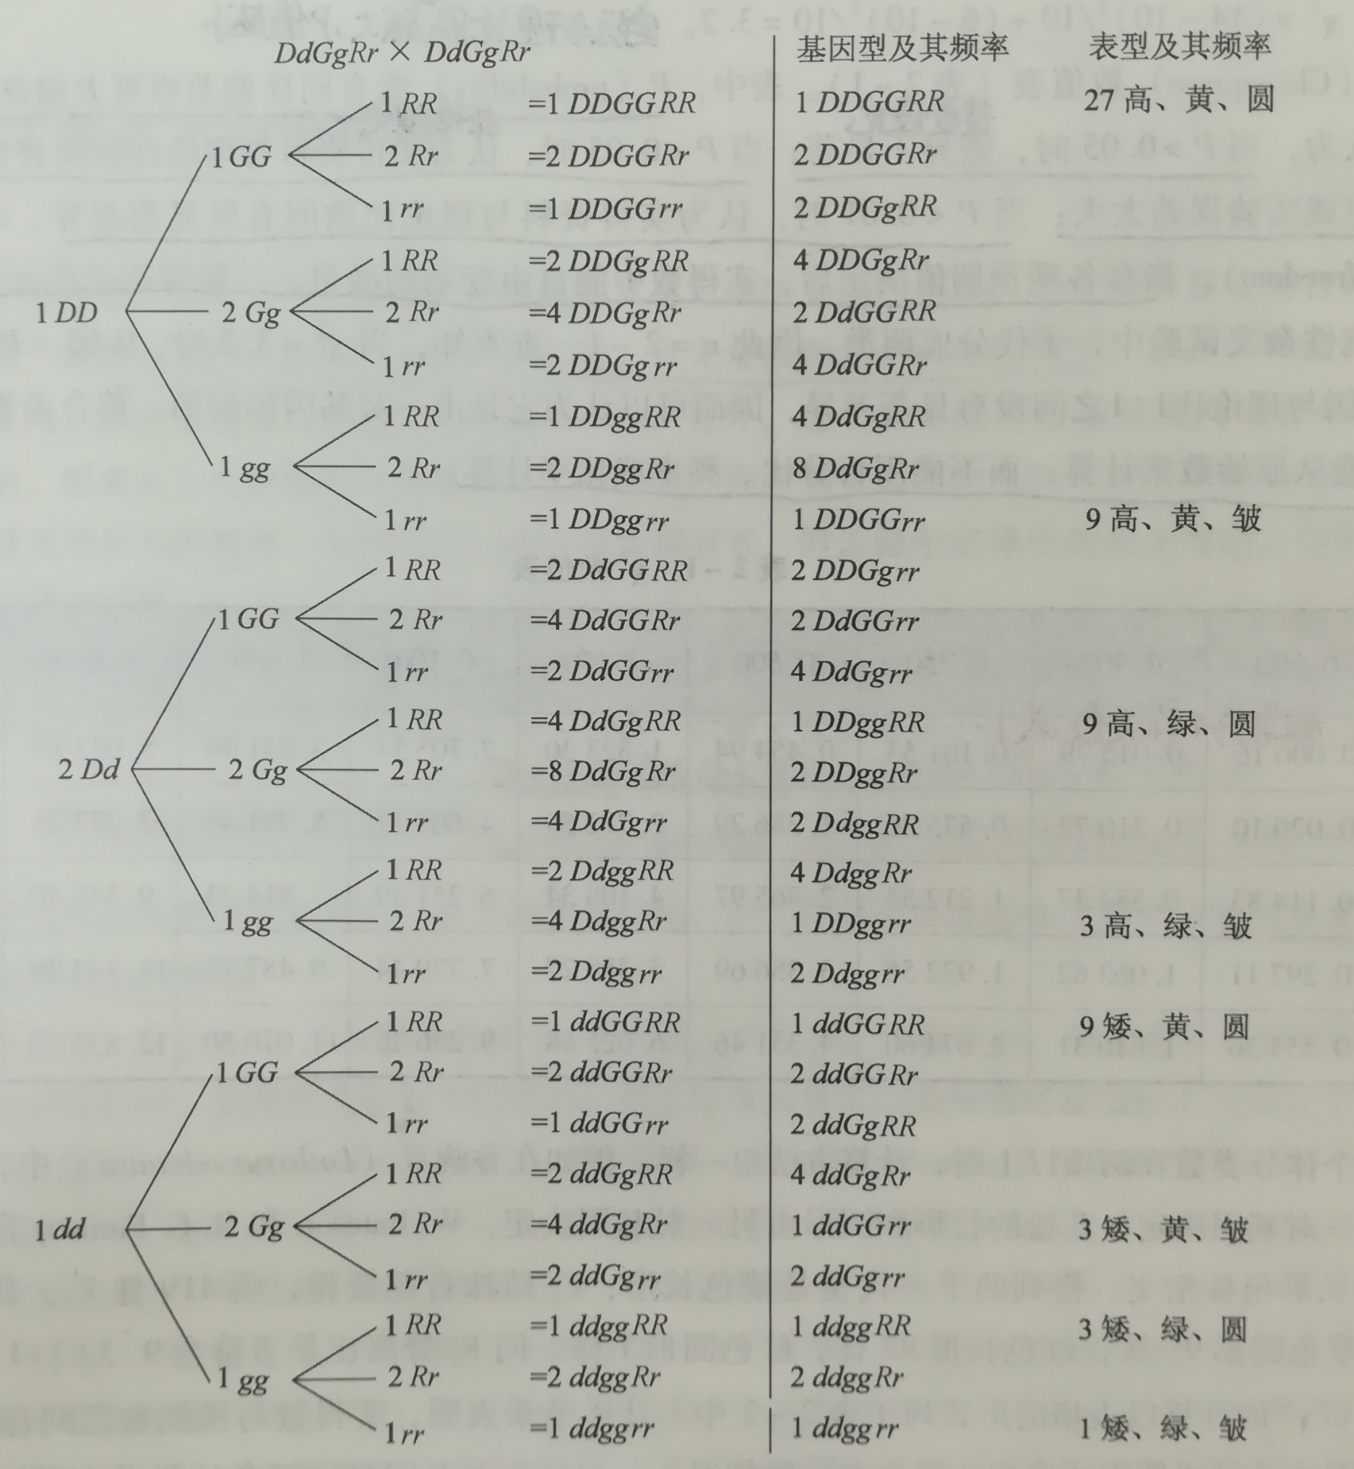 DdGgRr × DdGgRr 基因型及其频率 表型及其频率
1 RR =1 DDGGRR 1 DDGGRR 27 高、黄、圆
1 GG 2 Rr =2 DDGGRr 2 DDGGRr
1 rr =1 DDGGrr 2 DDGgRR
1 RR =2 DDGgRR 4 DDGgRr
1 DD 2 Gg 2 Rr =4 DDGgRr 2 DdGGRR
1 rr =2 DDGgrr 4 DdGGRr
1 RR =1 DDggRR 4 DdGgRR
1 gg 2 Rr =2 DDggRr 8 DdGgRr
1 rr =1 DDggrr 1 DDGGrr 9 高、黄、皱
1 RR =2 DdGGRR 2 DDGgrr
1 GG 2 Rr =4 DdGGRr 2 DdGGrr
1 rr =2 DdGGrr 4 DdGgrr
1 RR =4 DdGgRR 1 DDggRR 9 高、绿、圆
2 Dd 2 Gg 2 Rr =8 DdGgRr 2 DDggRr
1 rr =4 DdGgrr 2 DdggRR
1 RR =2 DdggRR 4 DdggRr
1 gg 2 Rr =4 DdggRr 1 DDggrr 3 高、绿、皱
1 rr =2 Ddggrr 2 Ddggrr
1 RR =1 ddGGRR 1 ddGGRR 9 矮、黄、圆
1 GG 2 Rr =2 ddGGRr 2 ddGGRr
1 rr =1 ddGGrr 2 ddGgRR
1 RR =2 ddGgRR 4 ddGgRr
1 dd 2 Gg 2 Rr =4 ddGgRr 1 ddGGrr 3 矮、黄、皱
1 rr =2 ddGgrr 2 ddGgrr
1 RR =1 ddggRR 1 ddggRR 3 矮、绿、圆
1 gg 2 Rr =2 ddggRr 2 ddggRr
1 rr =1 ddggrr 1 ddggrr 1 矮、绿、皱